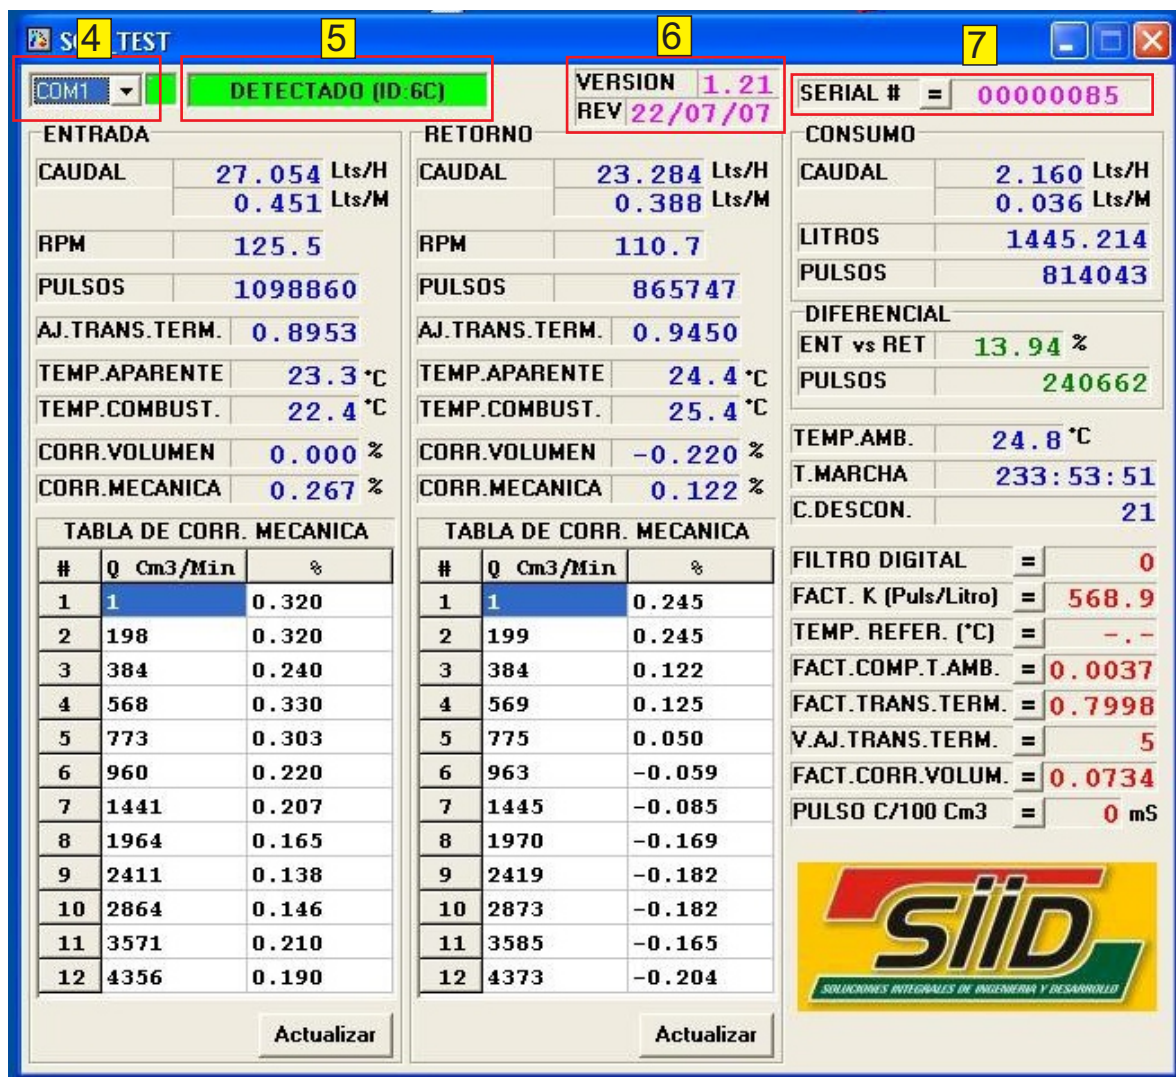 4 5 6 7
_TEST
COM1 DETECTADO (ID:6C) VERSION 1.21 SERIAL # = 00000085
REV 22/07/07
ENTRADA
CAUDAL 27.054 Lts/H
0.451 Lts/M
RPM 125.5
PULSOS 1098860
AJ.TRANS.TERM. 0.8953
TEMP.APARENTE 23.3 °C
TEMP.COMBUST. 22.4 °C
CORR.VOLUMEN 0.000 %
CORR.MECANICA 0.267 %
TABLA DE CORR. MECANICA
# Q Cm3/Min %
1 1 0.320
2 198 0.320
3 384 0.240
4 568 0.330
5 773 0.303
6 960 0.220
7 1441 0.207
8 1964 0.165
9 2411 0.138
10 2864 0.146
11 3571 0.210
12 4356 0.190
Actualizar
RETORNO
CAUDAL 23.284 Lts/H
0.388 Lts/M
RPM 110.7
PULSOS 865747
AJ.TRANS.TERM. 0.9450
TEMP.APARENTE 24.4 °C
TEMP.COMBUST. 25.4 °C
CORR.VOLUMEN -0.220 %
CORR.MECANICA 0.122 %
TABLA DE CORR. MECANICA
# Q Cm3/Min %
1 1 0.245
2 199 0.245
3 384 0.122
4 569 0.125
5 775 0.050
6 963 -0.059
7 1445 -0.085
8 1970 -0.169
9 2419 -0.182
10 2873 -0.182
11 3585 -0.165
12 4373 -0.204
Actualizar
CONSUMO
CAUDAL 2.160 Lts/H
0.036 Lts/M
LITROS 1445.214
PULSOS 814043
DIFERENCIAL
ENT vs RET 13.94 %
PULSOS 240662
TEMP.AMB. 24.8 °C
T.MARCHA 233:53:51
C.DESCON. 21
FILTRO DIGITAL = 0
FACT. K (Puls/Litro) = 568.9
TEMP. REFER. (°C) = -.-
FACT.COMP.T.AMB. = 0.0037
FACT.TRANS.TERM. = 0.7998
V.AJ.TRANS.TERM. = 5
FACT.CORR.VOLUM. = 0.0734
PULSO C/100 Cm3 = 0 mS
SiiD
SOLUCIONES INTEGRALES DE INGENIERIA Y DESARROLLO